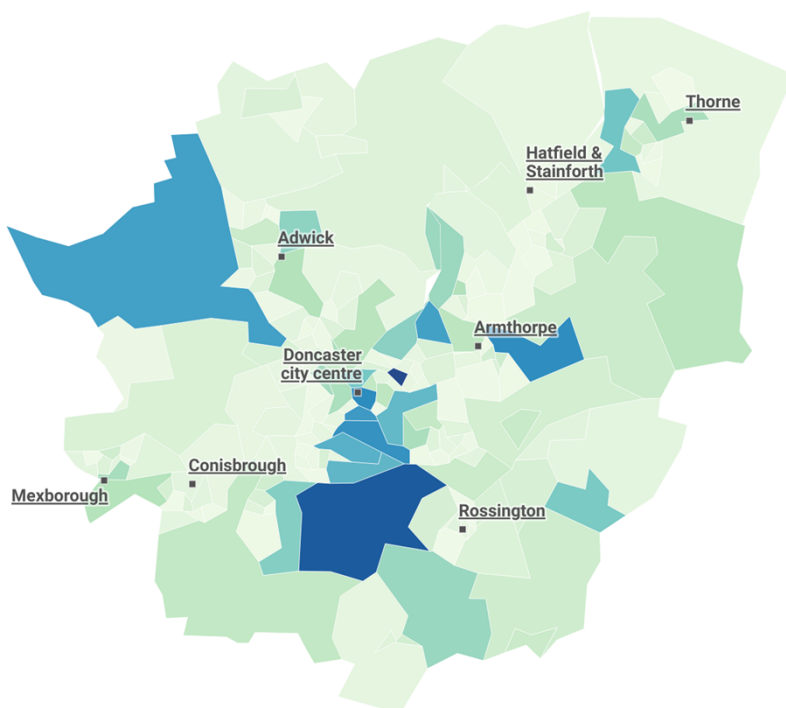 Thorne
Hatfield &
Stainforth
Adwick
Armthorpe
Doncaster
city centre
Conisbrough
Mexborough
Rossington